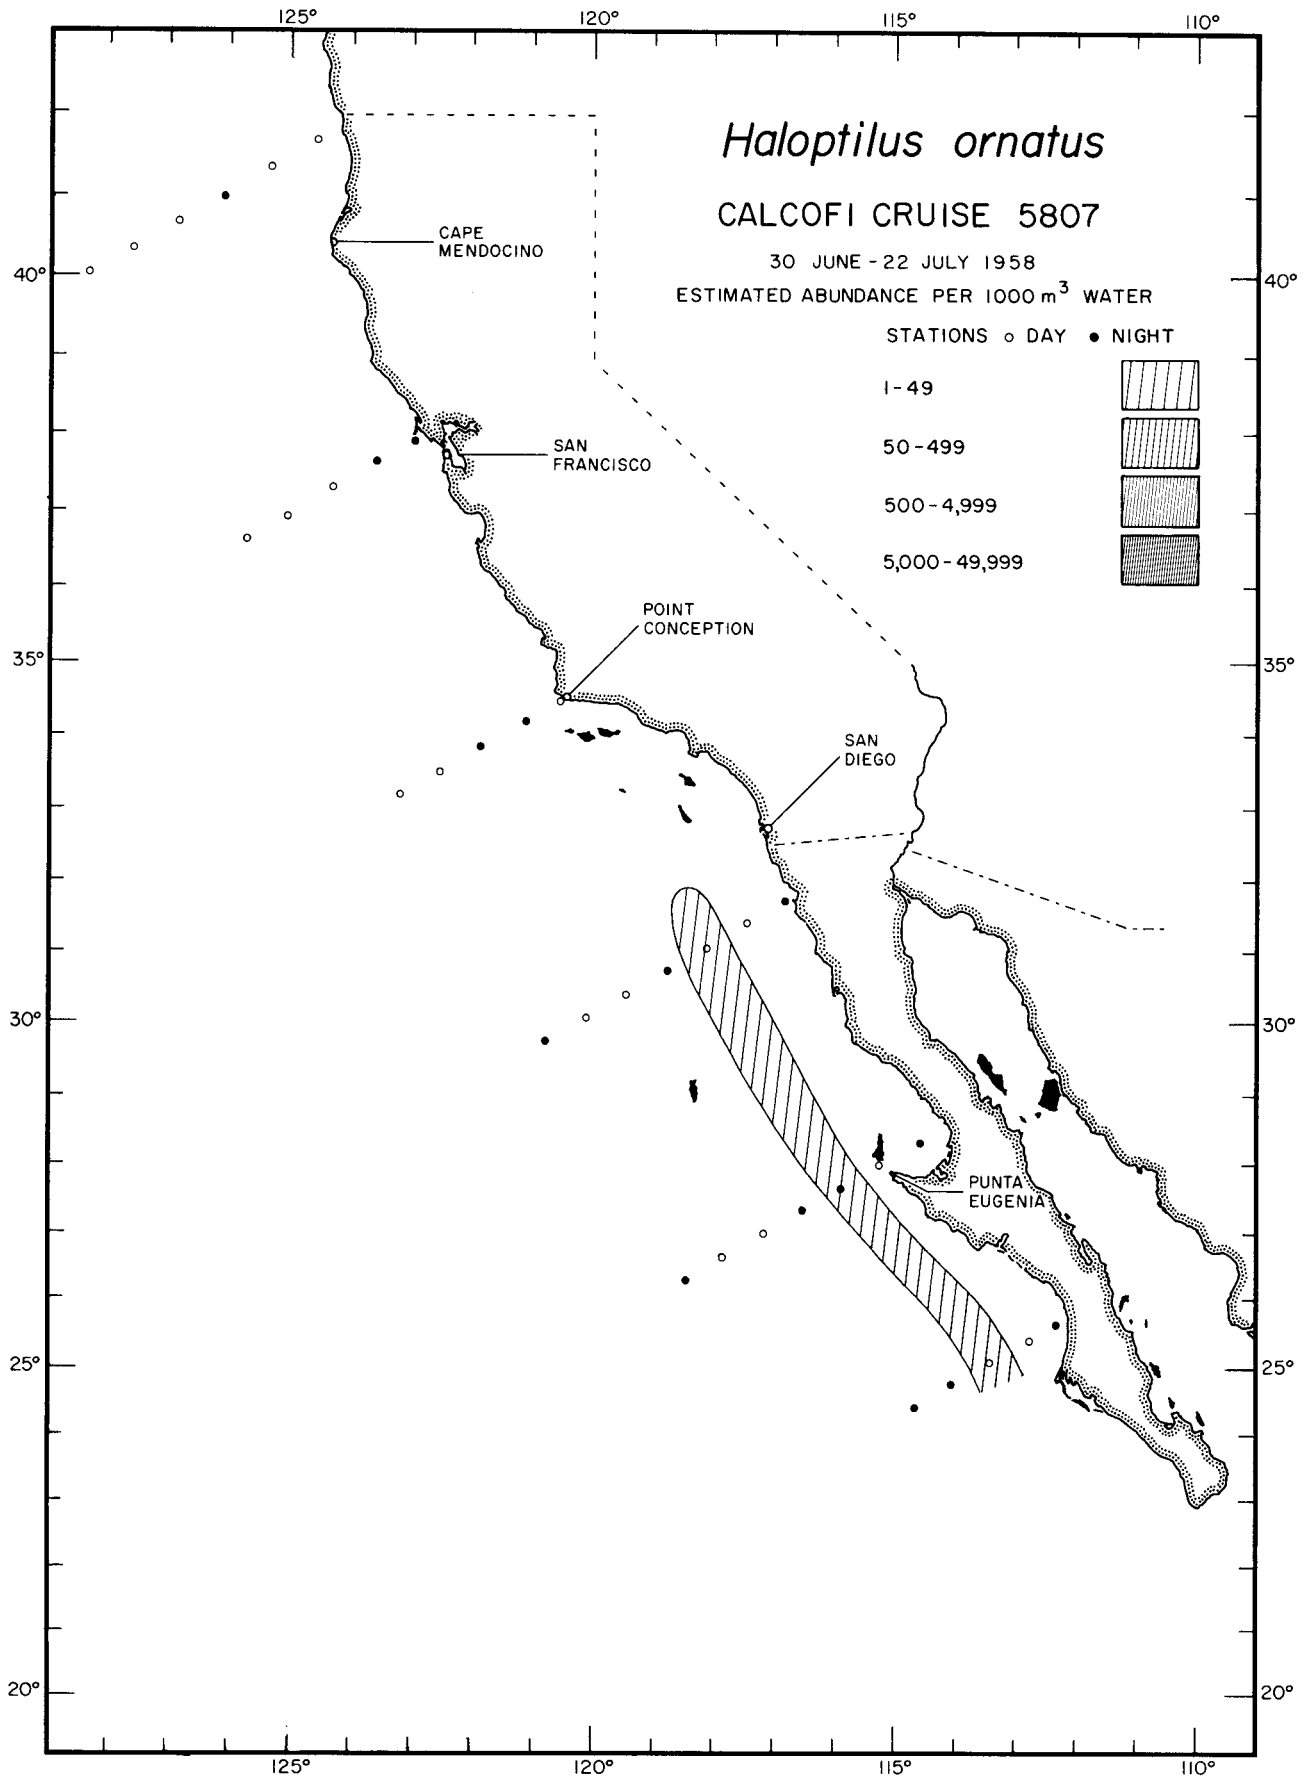 125° 120° 115° 110°
Haloptilus ornatus
CALCOFI CRUISE 5807
30 JUNE - 22 JULY 1958
ESTIMATED ABUNDANCE PER 1000 m³ WATER
STATIONS ○ DAY ● NIGHT
1 - 49
50 - 499
500 - 4,999
5,000 - 49,999
CAPE
MENDOCINO
40° 40°
SAN
FRANCISCO
POINT
CONCEPTION
35° 35°
SAN
DIEGO
30° 30°
PUNTA
EUGENIA
25° 25°
20° 20°
125° 120° 115° 110°